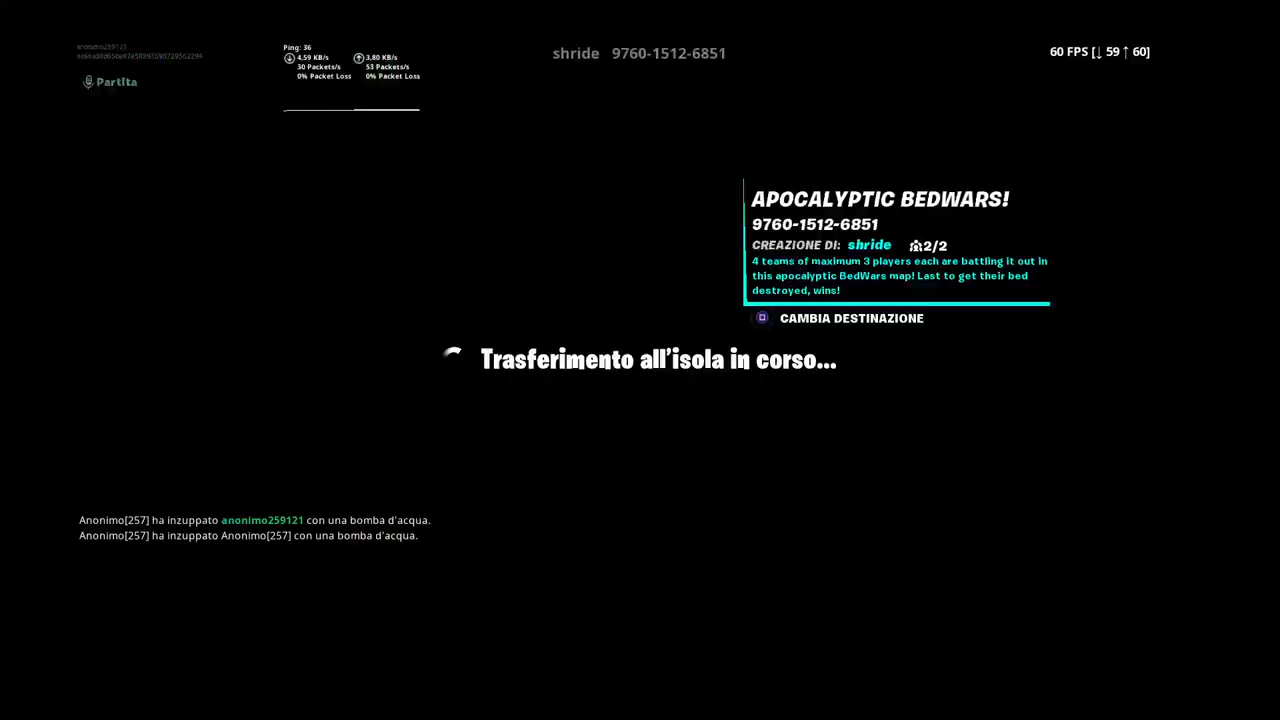 anonimo259121
Partita
Ping: 36
4,59 KB/s
30 Packets/s
0% Packet Loss
3,80 KB/s
53 Packets/s
0% Packet Loss
shride 9760-1512-6851
60 FPS [↓ 59 ↑ 60]
APOCALYPTIC BEDWARS!
9760-1512-6851
CREAZIONE DI: shride 2/2
4 teams of maximum 3 players each are battling it out in
this apocalyptic BedWars map! Last to get their bed
destroyed, wins!
CAMBIA DESTINAZIONE
Trasferimento all'isola in corso...
Anonimo[257] ha inzuppato anonimo259121 con una bomba d'acqua.
Anonimo[257] ha inzuppato Anonimo[257] con una bomba d'acqua.